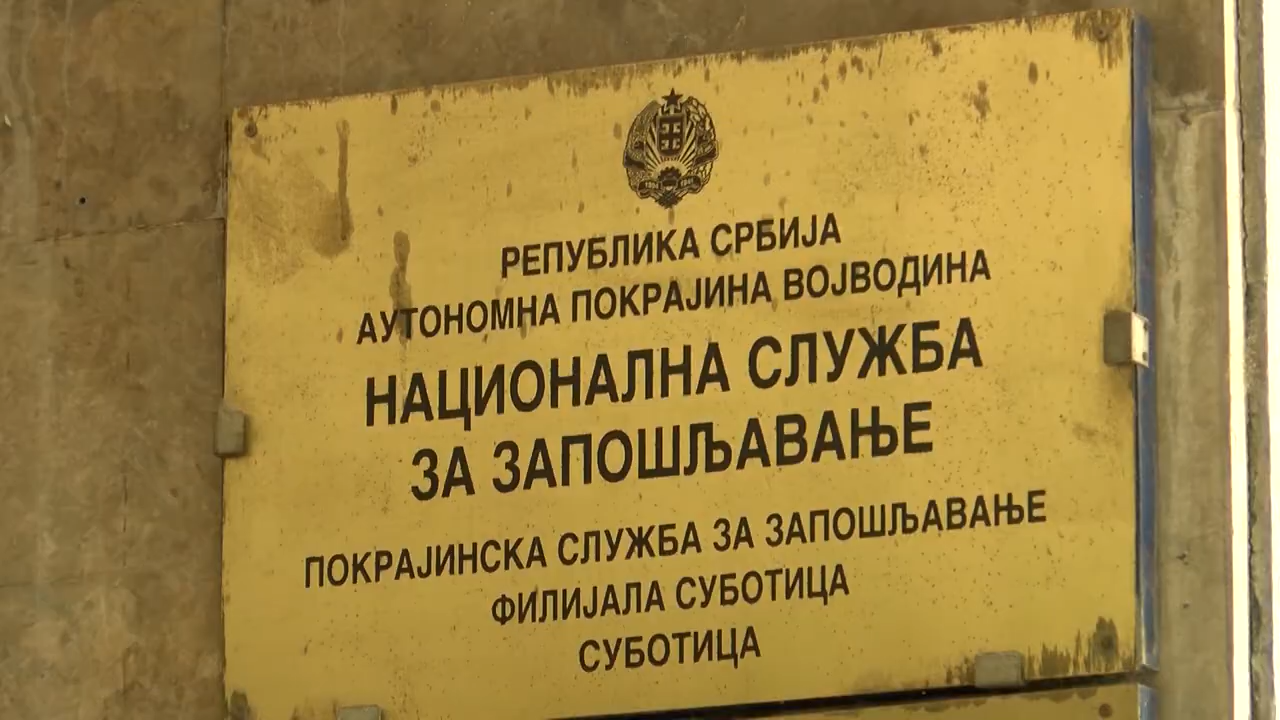 РЕПУБЛИКА СРБИЈА
АУТОНОМНА ПОКРАЈИНА ВОЈВОДИНА
НАЦИОНАЛНА СЛУЖБА
ЗА ЗАПОШЉАВАЊЕ
ПОКРАЈИНСКА СЛУЖБА ЗА ЗАПОШЉАВАЊЕ
ФИЛИЈАЛА СУБОТИЦА
СУБОТИЦА